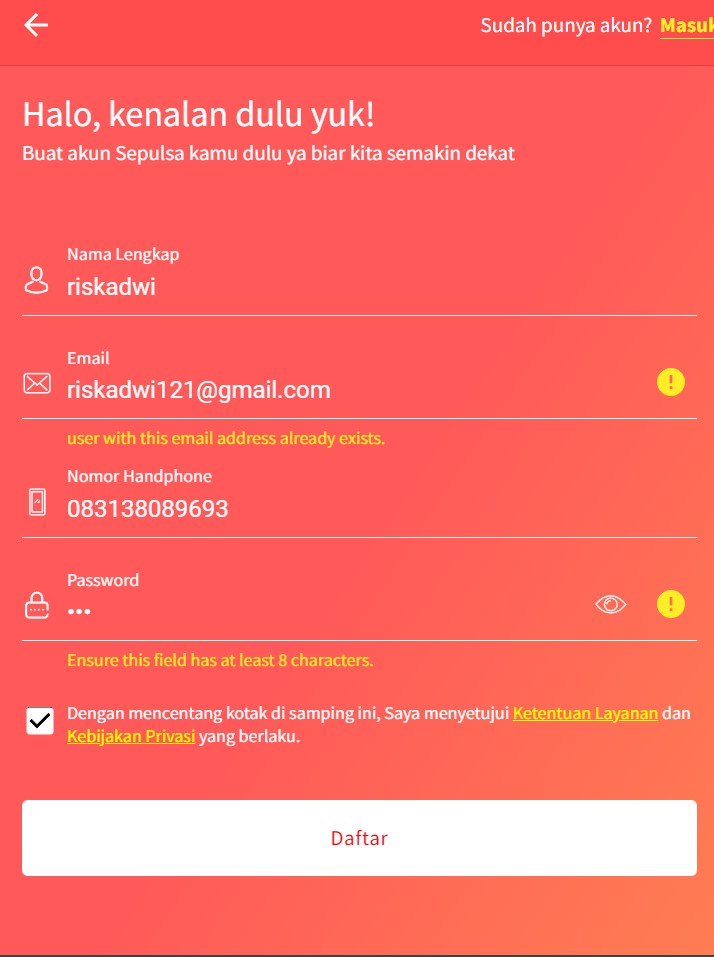 Sudah punya akun? Masuk
Halo, kenalan dulu yuk!
Buat akun Sepulsa kamu dulu ya biar kita semakin dekat
Nama Lengkap
riskadwi
Email
riskadwi121@gmail.com
user with this email address already exists.
Nomor Handphone
083138089693
Password
•••
Ensure this field has at least 8 characters.
Dengan mencentang kotak di samping ini, Saya menyetujui Ketentuan Layanan dan
Kebijakan Privasi yang berlaku.
Daftar